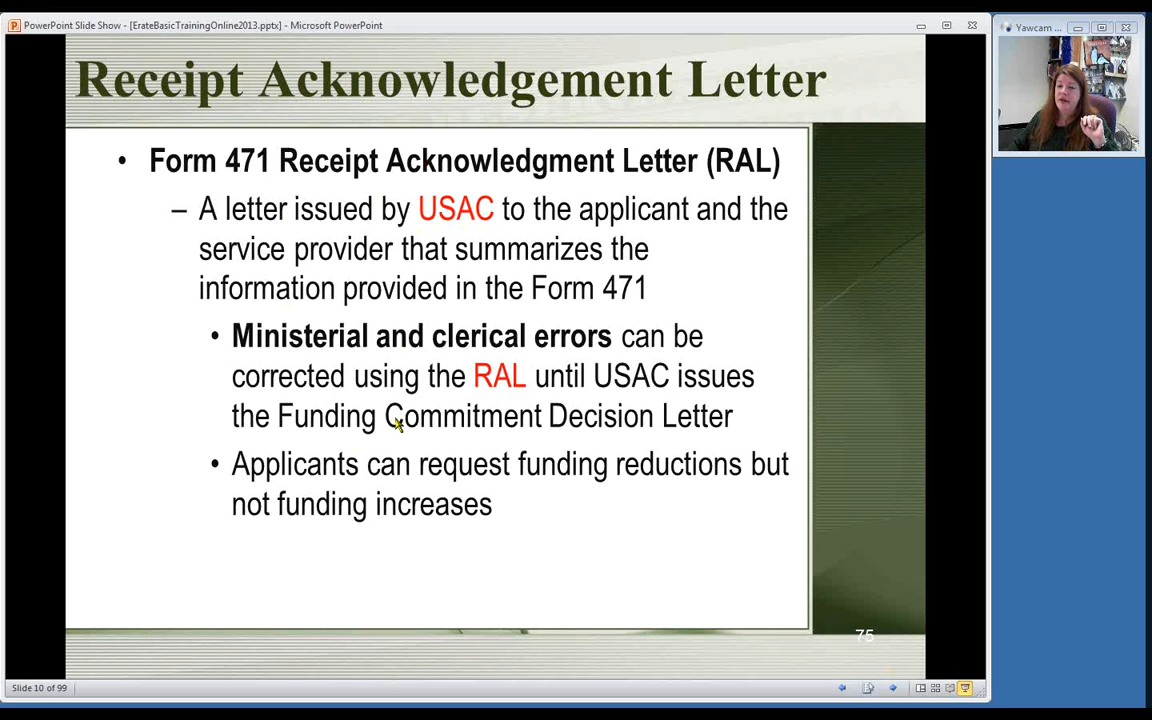 PowerPoint Slide Show - [ErateBasicTrainingOnline2013.pptx] - Microsoft PowerPoint
Yawcam ...
Receipt Acknowledgement Letter
• Form 471 Receipt Acknowledgment Letter (RAL)
– A letter issued by USAC to the applicant and the
service provider that summarizes the
information provided in the Form 471
• Ministerial and clerical errors can be
corrected using the RAL until USAC issues
the Funding Commitment Decision Letter
• Applicants can request funding reductions but
not funding increases
75
Slide 10 of 99